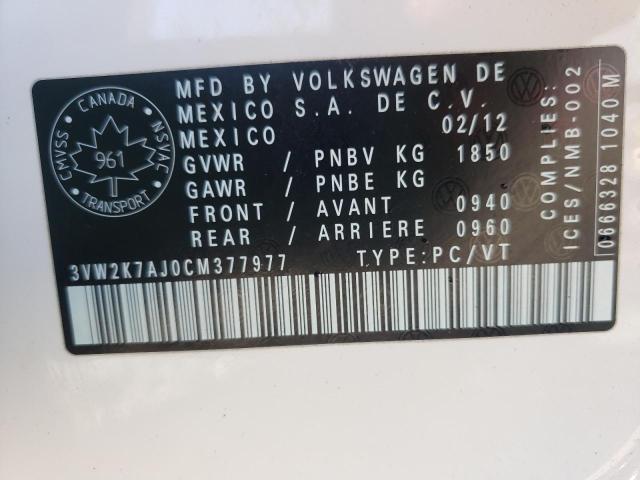 CANADA
CMVSS · NSVAC
961
TRANSPORT
MFD BY VOLKSWAGEN DE
MEXICO S.A. DE C.V.
MEXICO 02/12
GVWR / PNBV KG 1850
GAWR / PNBE KG
FRONT / AVANT 0940
REAR / ARRIERE 0960
3VW2K7AJ0CM377977 TYPE:PC/VT
COMPLIES:
ICES/NMB-002
0666328 1040 M